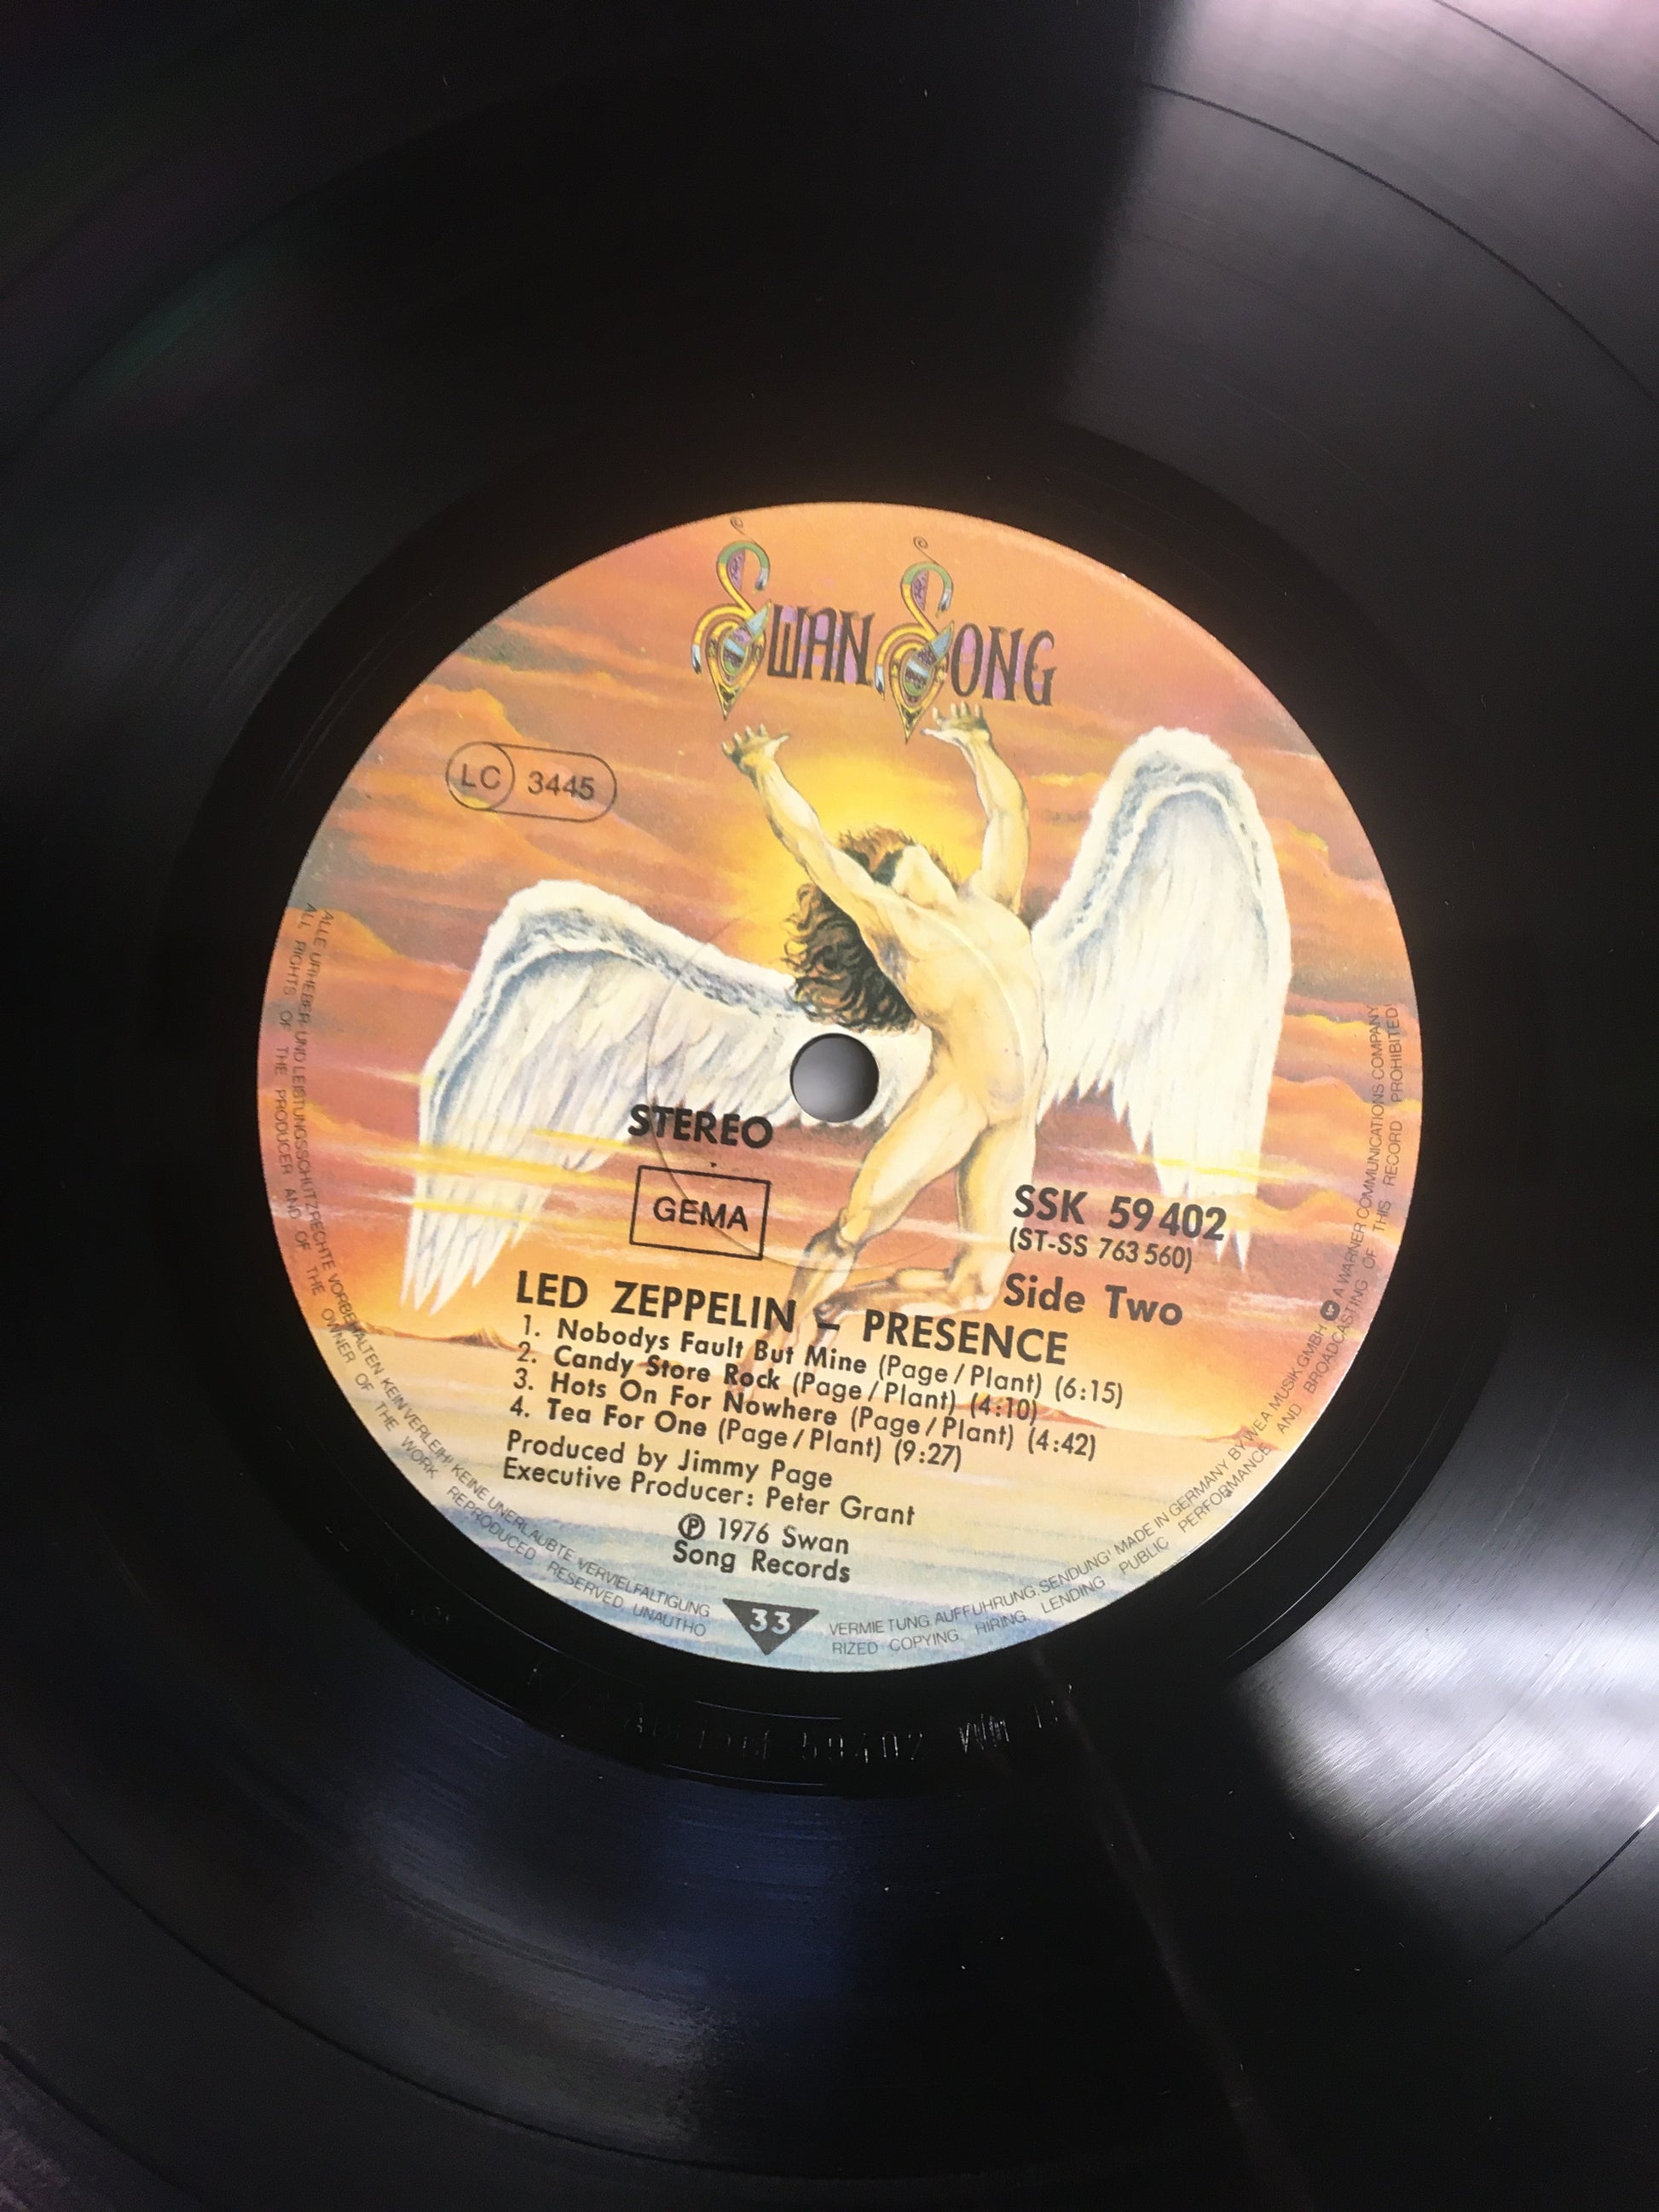 SWAN SONG
LC 3445
STEREO
GEMA
SSK 59 402
(ST-SS 763 560)
Side Two
LED ZEPPELIN – PRESENCE
1. Nobodys Fault But Mine (Page/Plant) (6:15)
2. Candy Store Rock (Page/Plant) (4:10)
3. Hots On For Nowhere (Page/Plant) (4:42)
4. Tea For One (Page/Plant) (9:27)
Produced by Jimmy Page
Executive Producer: Peter Grant
℗ 1976 Swan
Song Records
33
ALLE URHEBER- UND LEISTUNGSSCHUTZRECHTE VORBEHALTEN. KEIN VERLEIH! KEINE UNERLAUBTE VERVIELFALTIGUNG
VERMIETUNG. AUFFUHRUNG. SENDUNG! MADE IN GERMANY BY WEA MUSIK GMBH A WARNER COMMUNICATIONS COMPANY
ALL RIGHTS OF THE PRODUCER AND OF THE OWNER OF THE WORK REPRODUCED RESERVED. UNAUTHO
RIZED COPYING. HIRING. LENDING. PUBLIC PERFORMANCE AND BROADCASTING OF THIS RECORD PROHIBITED!
59402